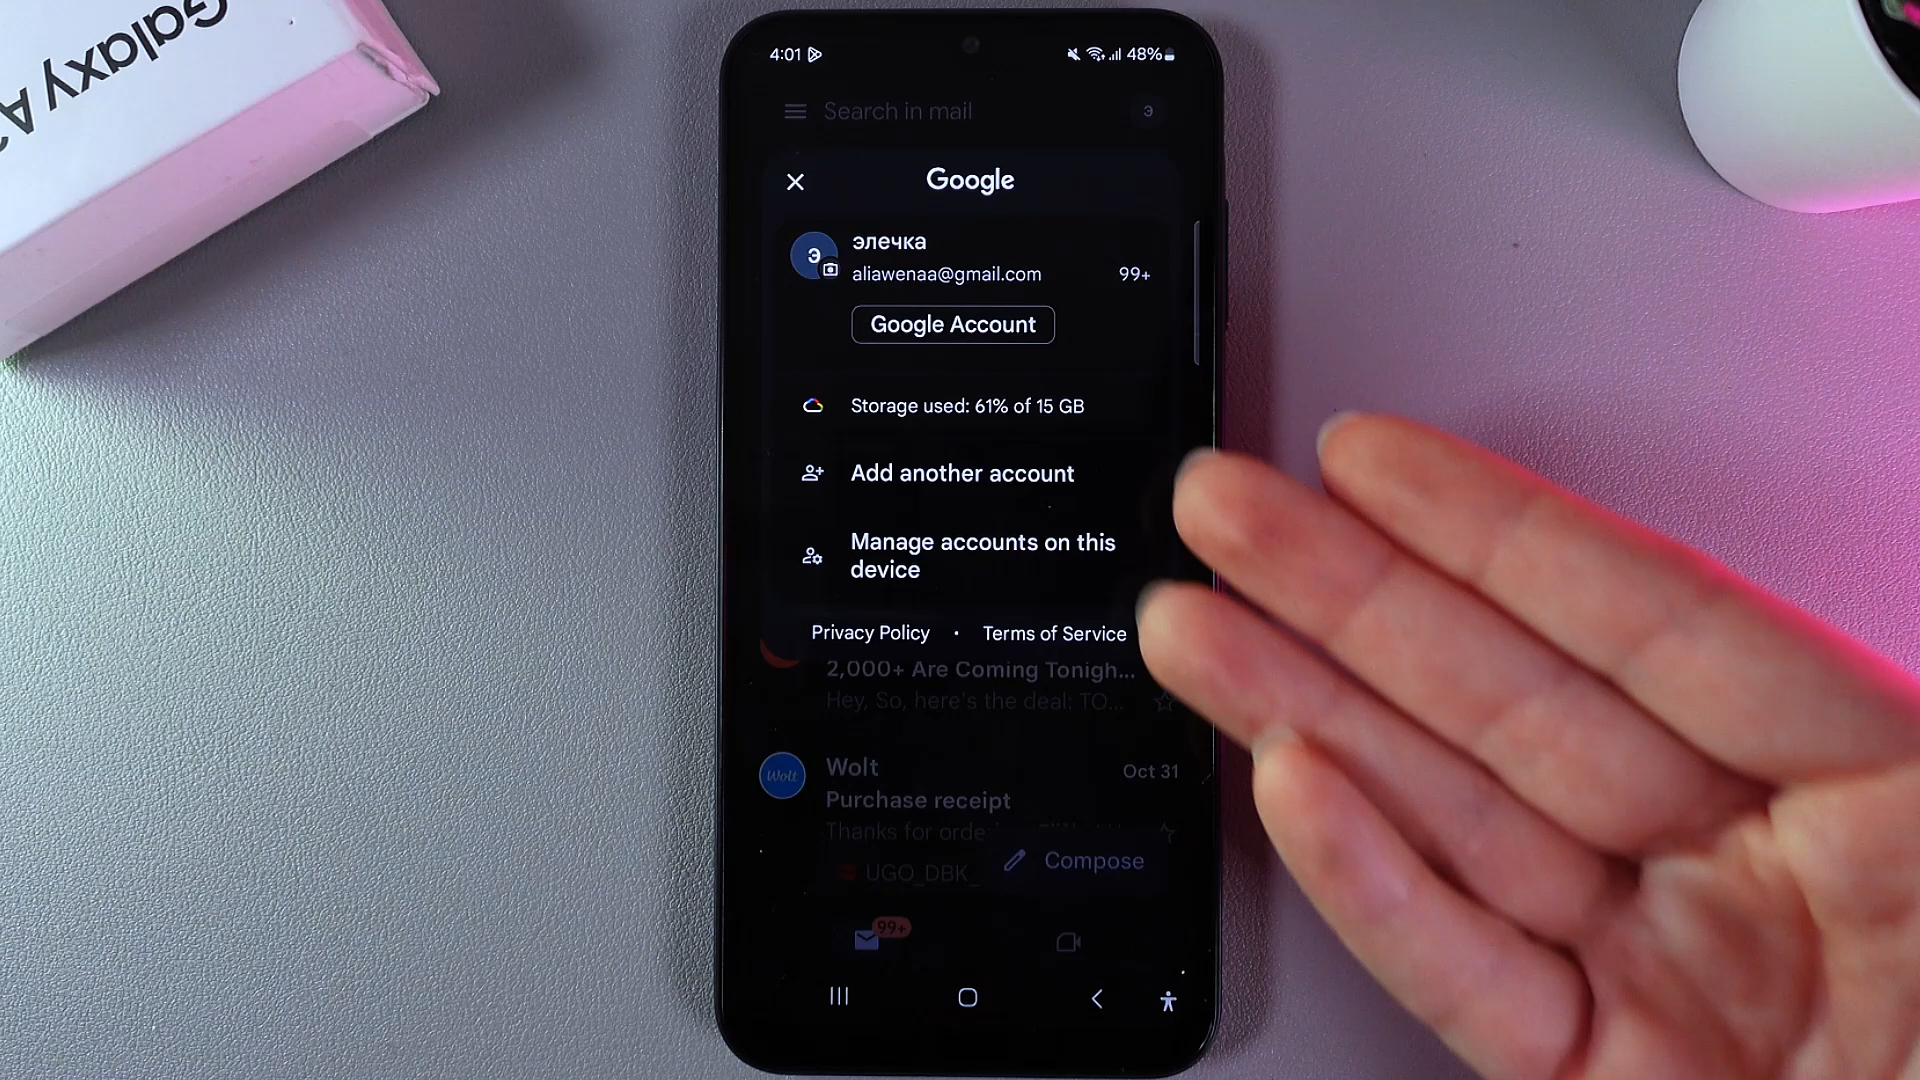 Galaxy A
4:01
48%
Search in mail
Э
Google
Э
элечка
aliawenaa@gmail.com
99+
Google Account
Storage used: 61% of 15 GB
Add another account
Manage accounts on this
device
Privacy Policy • Terms of Service
2,000+ Are Coming Tonigh...
Hey, So, here's the deal: TO...
Wolt
Wolt
Oct 31
Purchase receipt
Thanks for orde
UGO_DBK_
Compose
99+